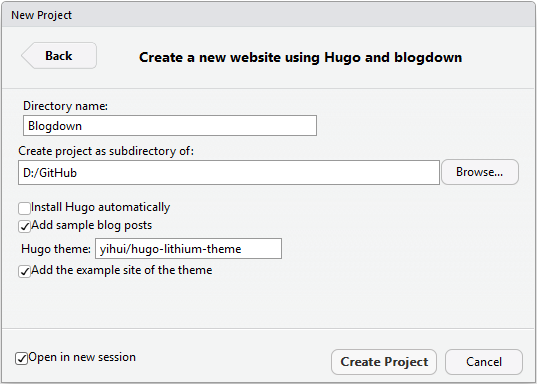 New Project
Back
Create a new website using Hugo and blogdown
Directory name:
Blogdown
Create project as subdirectory of:
D:/GitHub
Browse...
Install Hugo automatically
Add sample blog posts
Hugo theme: yihui/hugo-lithium-theme
Add the example site of the theme
Open in new session
Create Project
Cancel